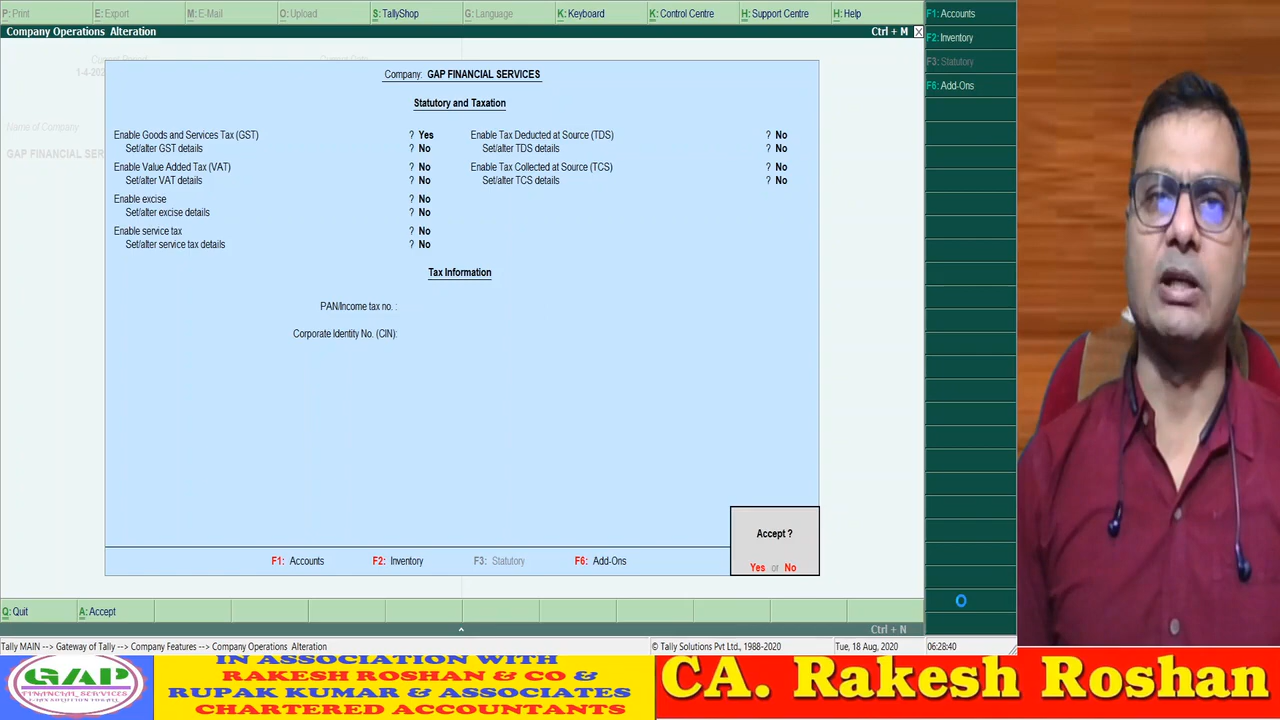 P: Print E: Export M: E-Mail O: Upload S: TallyShop G: Language K: Keyboard K: Control Centre H: Support Centre H: Help
F1: Accounts
Company Operations Alteration Ctrl + M X
F2: Inventory
F3: Statutory
F6: Add-Ons
Company: GAP FINANCIAL SERVICES
Statutory and Taxation
Name of Company
GAP FINANCIAL SER
Enable Goods and Services Tax (GST) ? Yes Enable Tax Deducted at Source (TDS) ? No
Set/alter GST details ? No Set/alter TDS details ? No
Enable Value Added Tax (VAT) ? No Enable Tax Collected at Source (TCS) ? No
Set/alter VAT details ? No Set/alter TCS details ? No
Enable excise ? No
Set/alter excise details ? No
Enable service tax ? No
Set/alter service tax details ? No
Tax Information
PAN/Income tax no. :
Corporate Identity No. (CIN):
Accept ?
Yes or No
F1: Accounts F2: Inventory F3: Statutory F6: Add-Ons
Q: Quit A: Accept
Ctrl + N
Tally MAIN --> Gateway of Tally --> Company Features --> Company Operations Alteration © Tally Solutions Pvt Ltd., 1988-2020 Tue, 18 Aug, 2020 06:28:40
GAP
FINANCIAL SERVICES
IN ASSOCIATION WITH
RAKESH ROSHAN & CO &
RUPAK KUMAR & ASSOCIATES
CHARTERED ACCOUNTANTS
CA. Rakesh Roshan